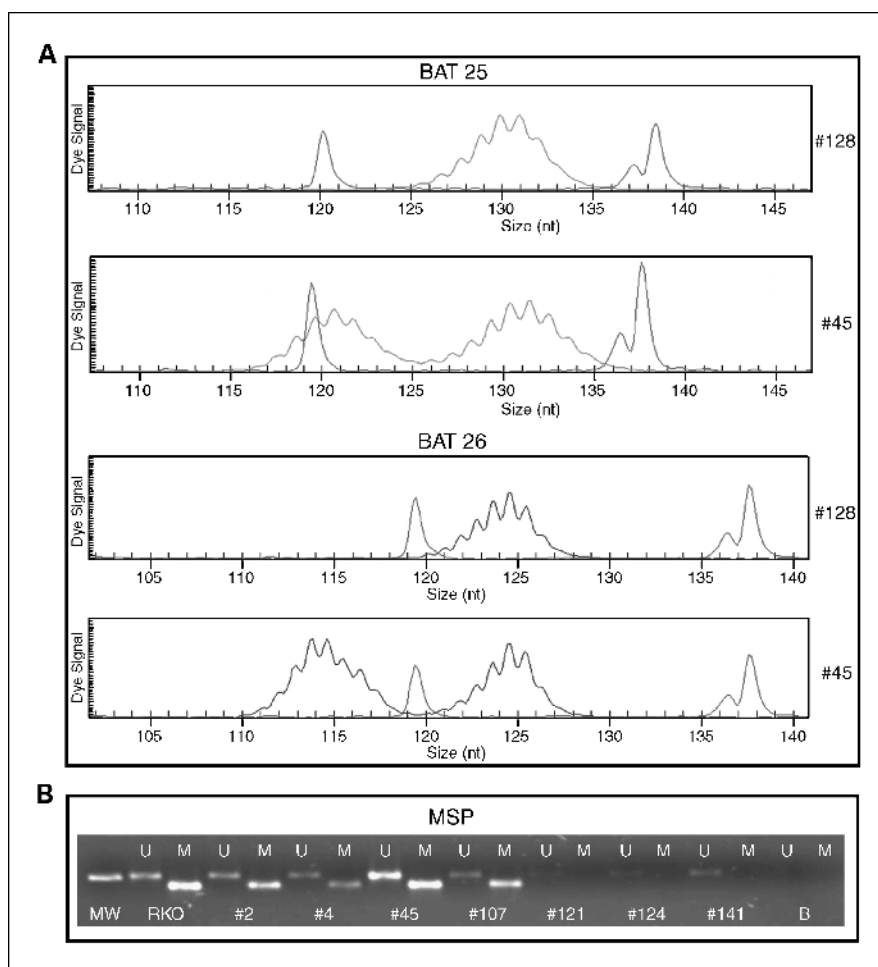 A
BAT 25
Dye Signal
#128
110 115 120 125 130 135 140 145
Size (nt)
Dye Signal
#45
110 115 120 125 130 135 140 145
Size (nt)
BAT 26
Dye Signal
#128
105 110 115 120 125 130 135 140
Size (nt)
Dye Signal
#45
105 110 115 120 125 130 135 140
Size (nt)
B
MSP
U M U M U M U M U M U M U M U M U M
MW RKO #2 #4 #45 #107 #121 #124 #141 B